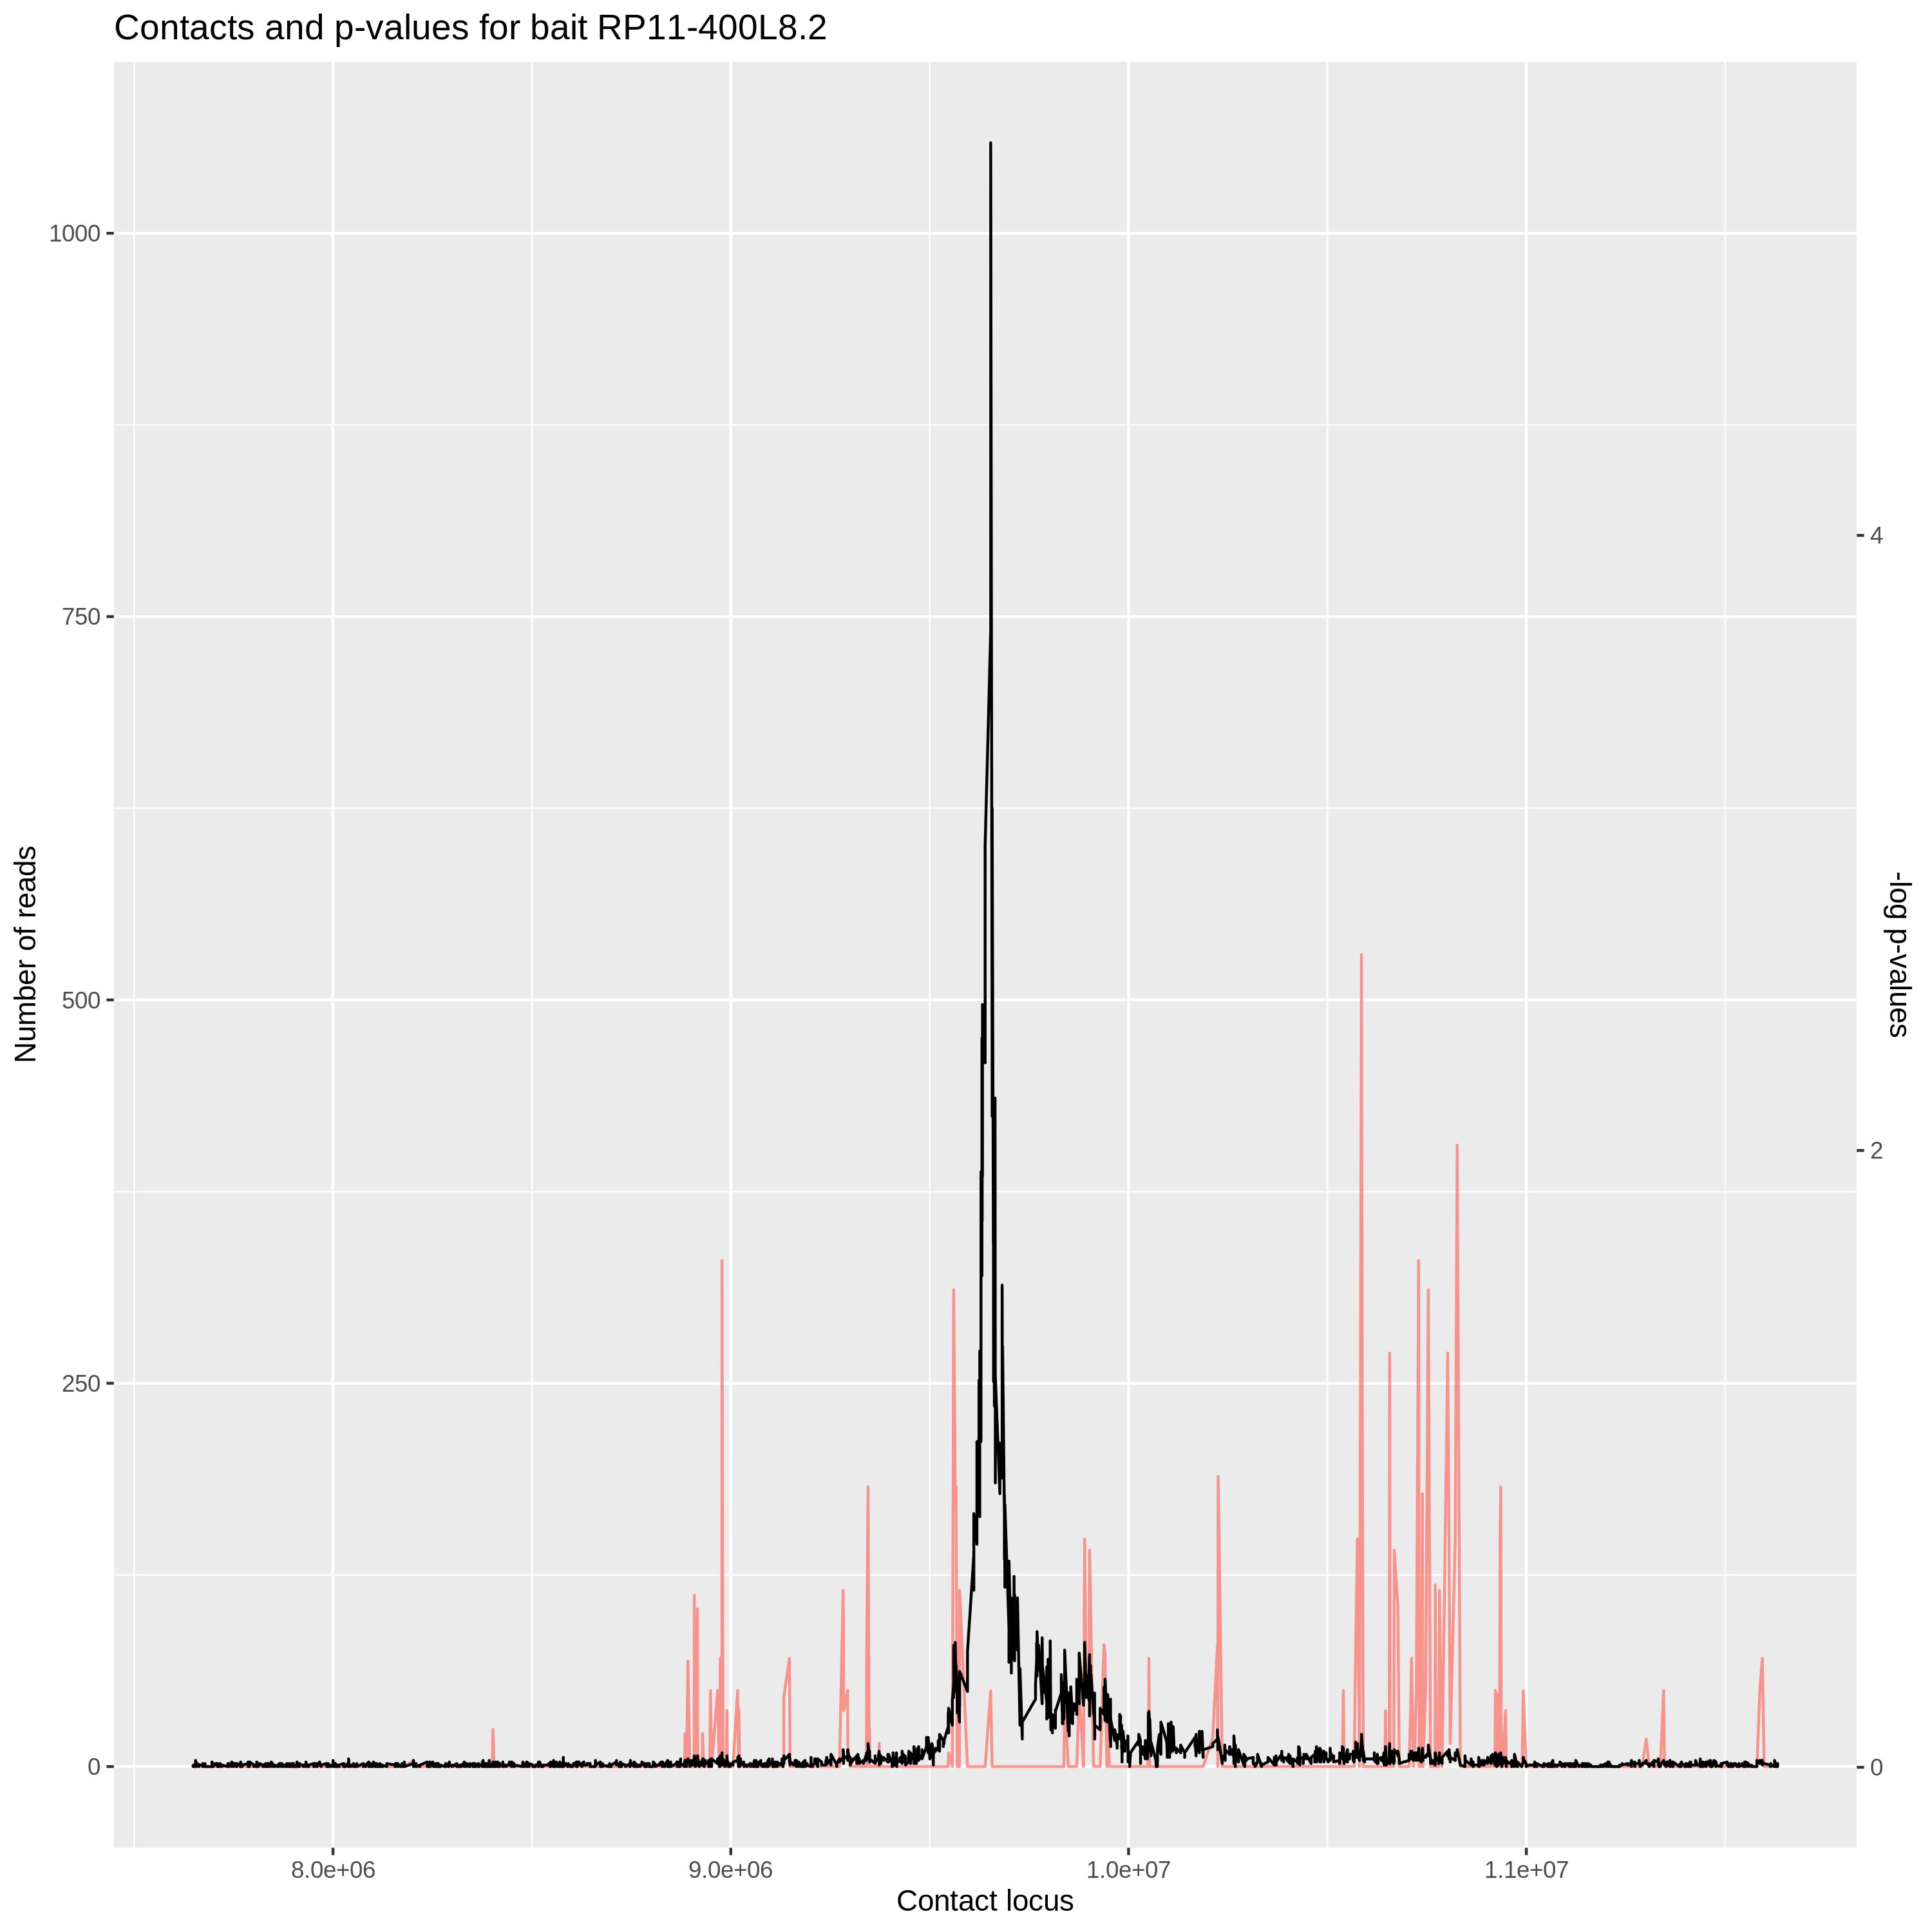 Contacts and p-values for bait RP11-400L8.2
1000
750
500
250
0
Number of reads
4
2
0
-log p-values
8.0e+06
9.0e+06
1.0e+07
1.1e+07
Contact locus